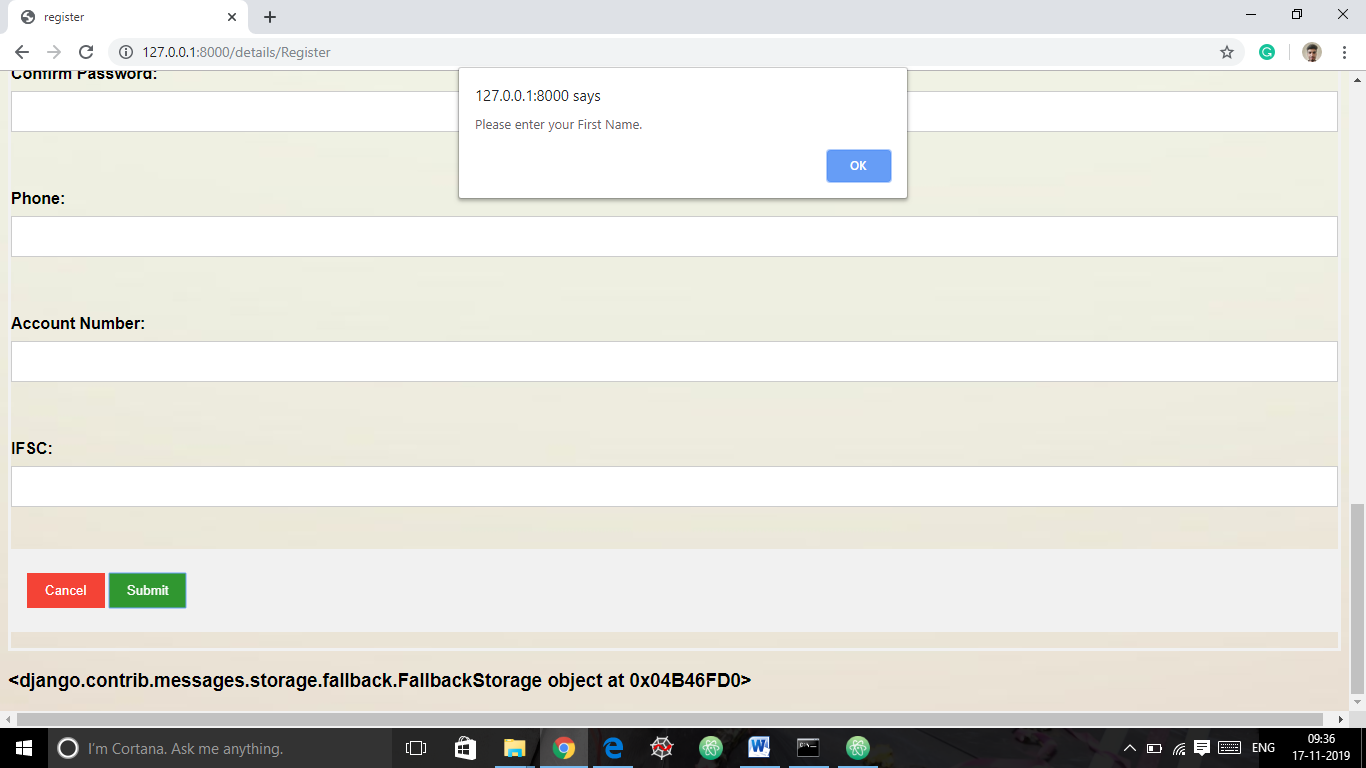 register
127.0.0.1:8000/details/Register
Confirm Password:
127.0.0.1:8000 says
Please enter your First Name.
OK
Phone:
Account Number:
IFSC:
Cancel
Submit
<django.contrib.messages.storage.fallback.FallbackStorage object at 0x04B46FD0>
I'm Cortana. Ask me anything.
ENG
09:36
17-11-2019